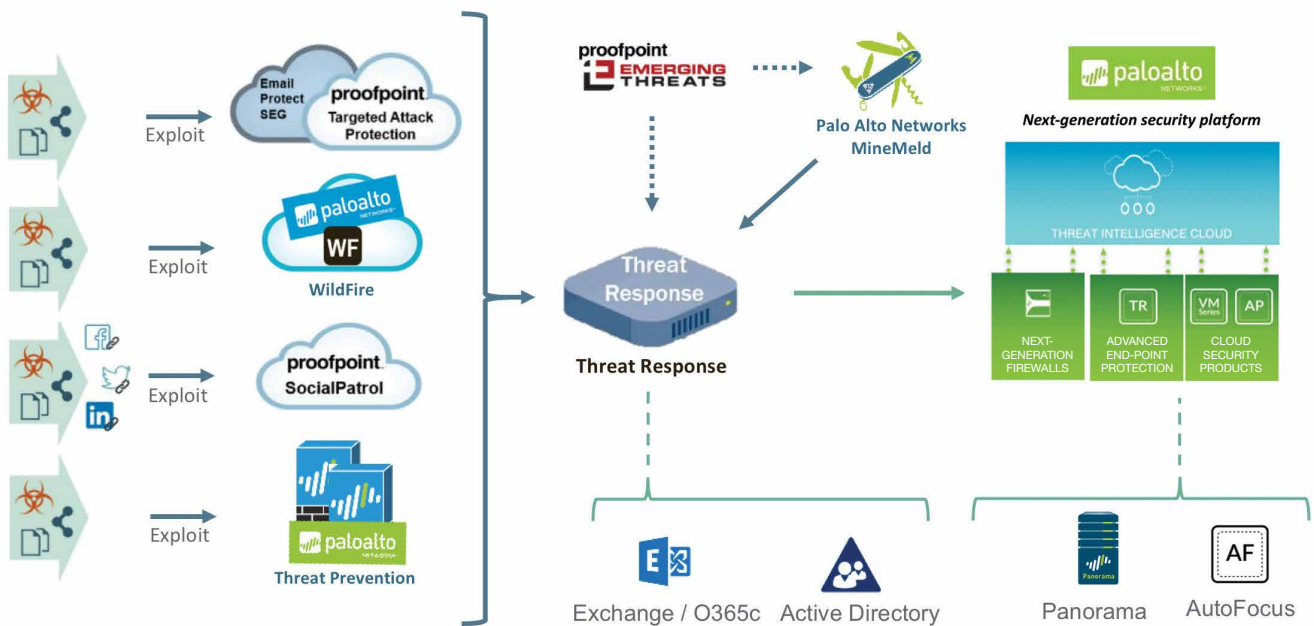 Exploit
Email
Protect
SEG
proofpoint
Targeted Attack
Protection
Exploit
paloalto
NETWORKS
WF
WildFire
Exploit
in
proofpoint
SocialPatrol
Exploit
paloalto
NETWORKS
Threat Prevention
proofpoint
EMERGING
THREATS
Palo Alto Networks
MineMeld
Threat
Response
Threat Response
Exchange / O365c
Active Directory
paloalto
NETWORKS
Next-generation security platform
THREAT INTELLIGENCE CLOUD
NEXT-
GENERATION
FIREWALLS
TR
ADVANCED
END-POINT
PROTECTION
VM
Series
AP
CLOUD
SECURITY
PRODUCTS
Panorama
Panorama
AF
AutoFocus